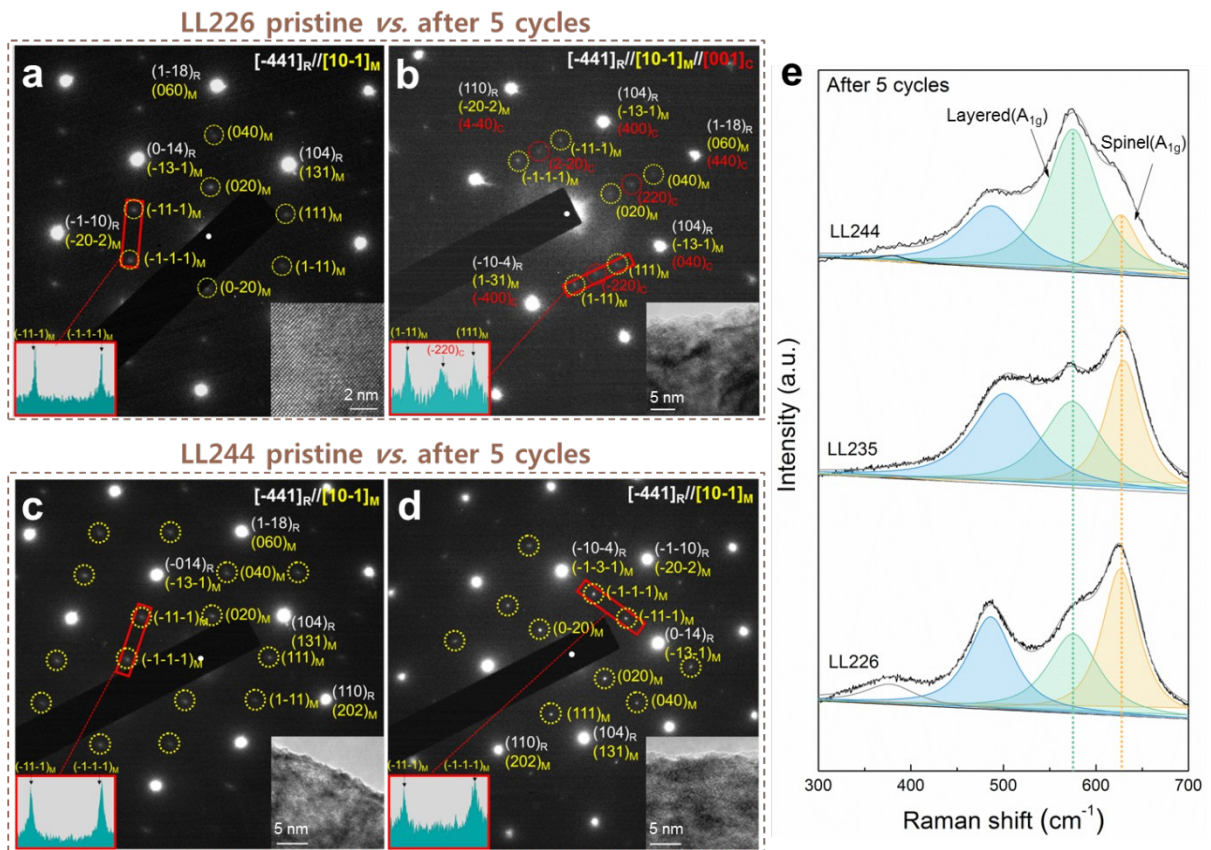 LL226 pristine vs. after 5 cycles
a
[-441]R//[10-1]M
(1-18)R
(060)M
(040)M
(0-14)R
(-13-1)M
(104)R
(131)M
(020)M
(-11-1)M
(111)M
(-1-10)R
(-20-2)M
(-1-1-1)M
(1-11)M
(0-20)M
(-11-1)M
(-1-1-1)M
2 nm
b
[-441]R//[10-1]M//[001]C
(110)R
(-20-2)M
(4-40)C
(104)R
(-13-1)M
(400)C
(1-18)R
(060)M
(440)C
(-11-1)M
(2-20)C
(-1-1-1)M
(040)M
(220)C
(020)M
(104)R
(-13-1)M
(040)C
(-10-4)R
(1-31)M
(-400)C
(111)M
(-220)C
(1-11)M
(1-11)M
(111)M
(-220)C
5 nm
LL244 pristine vs. after 5 cycles
c
[-441]R//[10-1]M
(1-18)R
(060)M
(-014)R
(-13-1)M
(040)M
(-11-1)M
(020)M
(104)R
(131)M
(-1-1-1)M
(111)M
(1-11)M
(110)R
(202)M
(-11-1)M
(-1-1-1)M
5 nm
d
[-441]R//[10-1]M
(-10-4)R
(-1-3-1)M
(-1-10)R
(-20-2)M
(-1-1-1)M
(-11-1)M
(0-20)M
(0-14)R
(-13-1)M
(020)M
(040)M
(111)M
(104)R
(131)M
(110)R
(202)M
(-11-1)M
(-1-1-1)M
5 nm
e
After 5 cycles
Layered(A1g)
Spinel(A1g)
LL244
LL235
LL226
Intensity (a.u.)
300 400 500 600 700
Raman shift (cm-1)